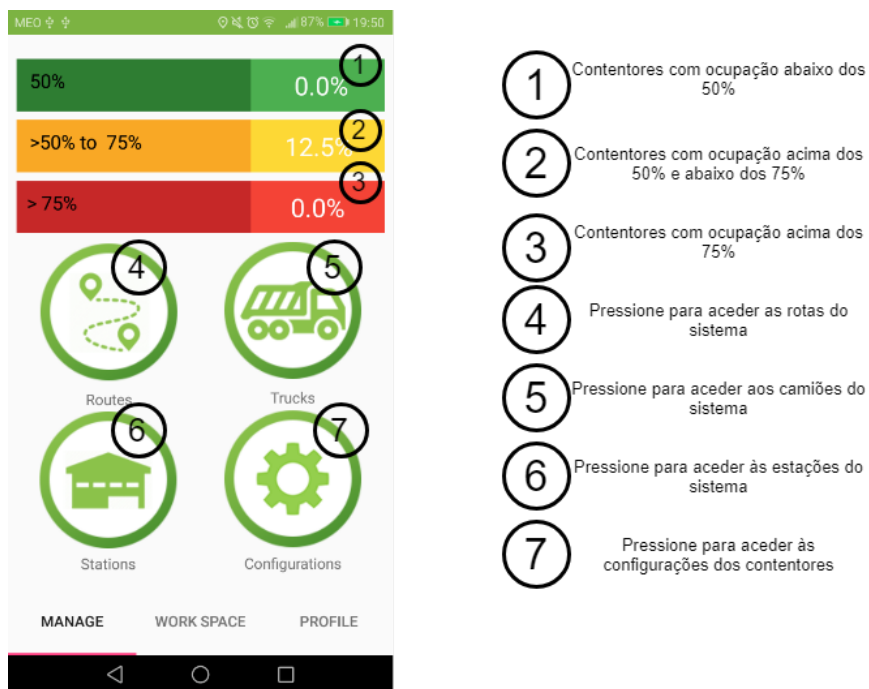 MEO 87% 19:50
50% 0.0% 1
>50% to 75% 12.5% 2
> 75% 0.0% 3
4 5
Routes Trucks
6 7
Stations Configurations
MANAGE WORK SPACE PROFILE
1 Contentores com ocupação abaixo dos
50%
2 Contentores com ocupação acima dos
50% e abaixo dos 75%
3 Contentores com ocupação acima dos
75%
4 Pressione para aceder as rotas do
sistema
5 Pressione para aceder aos camiões do
sistema
6 Pressione para aceder às estações do
sistema
7 Pressione para aceder às
configurações dos contentores